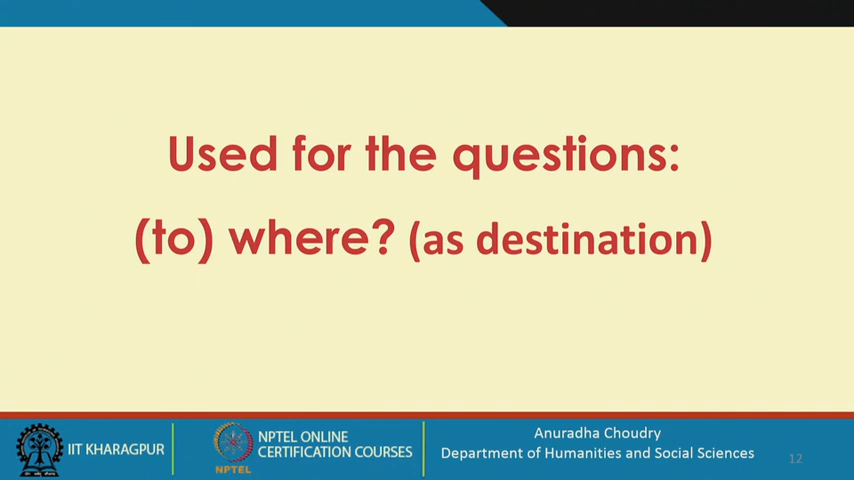 Used for the questions:
(to) where? (as destination)
IIT KHARAGPUR
NPTEL
NPTEL ONLINE
CERTIFICATION COURSES
Anuradha Choudry
Department of Humanities and Social Sciences
12